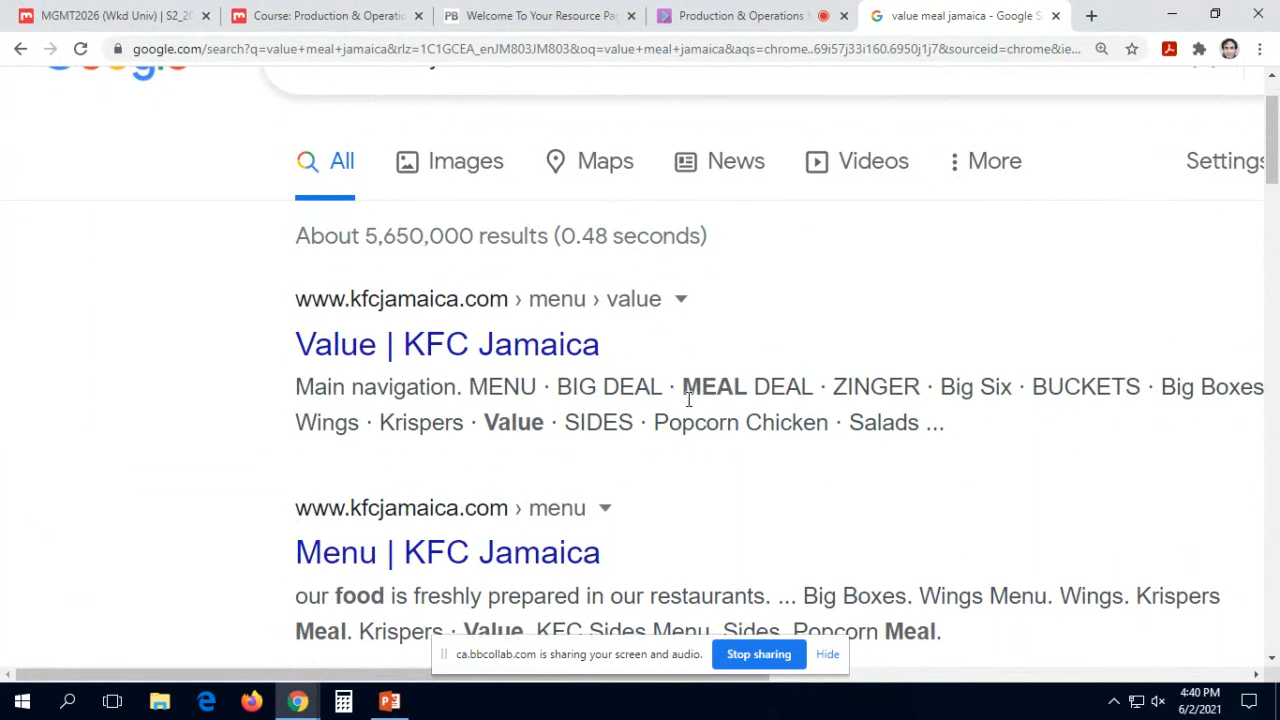 MGMT2026 (Wkd Univ) | S2_20
Course: Production & Operatio
Welcome To Your Resource Pag
Production & Operations M
value meal jamaica - Google S
google.com/search?q=value+meal+jamaica&rlz=1C1GCEA_enJM803JM803&oq=value+meal+jamaica&aqs=chrome..69i57j33i160.6950j1j7&sourceid=chrome&ie...
All Images Maps News Videos More Settings
About 5,650,000 results (0.48 seconds)
www.kfcjamaica.com › menu › value
Value | KFC Jamaica
Main navigation. MENU · BIG DEAL · MEAL DEAL · ZINGER · Big Six · BUCKETS · Big Boxes
Wings · Krispers · Value · SIDES · Popcorn Chicken · Salads ...
www.kfcjamaica.com › menu
Menu | KFC Jamaica
our food is freshly prepared in our restaurants. ... Big Boxes. Wings Menu. Wings. Krispers
Meal. Krispers · Value. KFC Sides Menu. Sides. Popcorn Meal.
ca.bbcollab.com is sharing your screen and audio. Stop sharing Hide
4:40 PM
6/2/2021